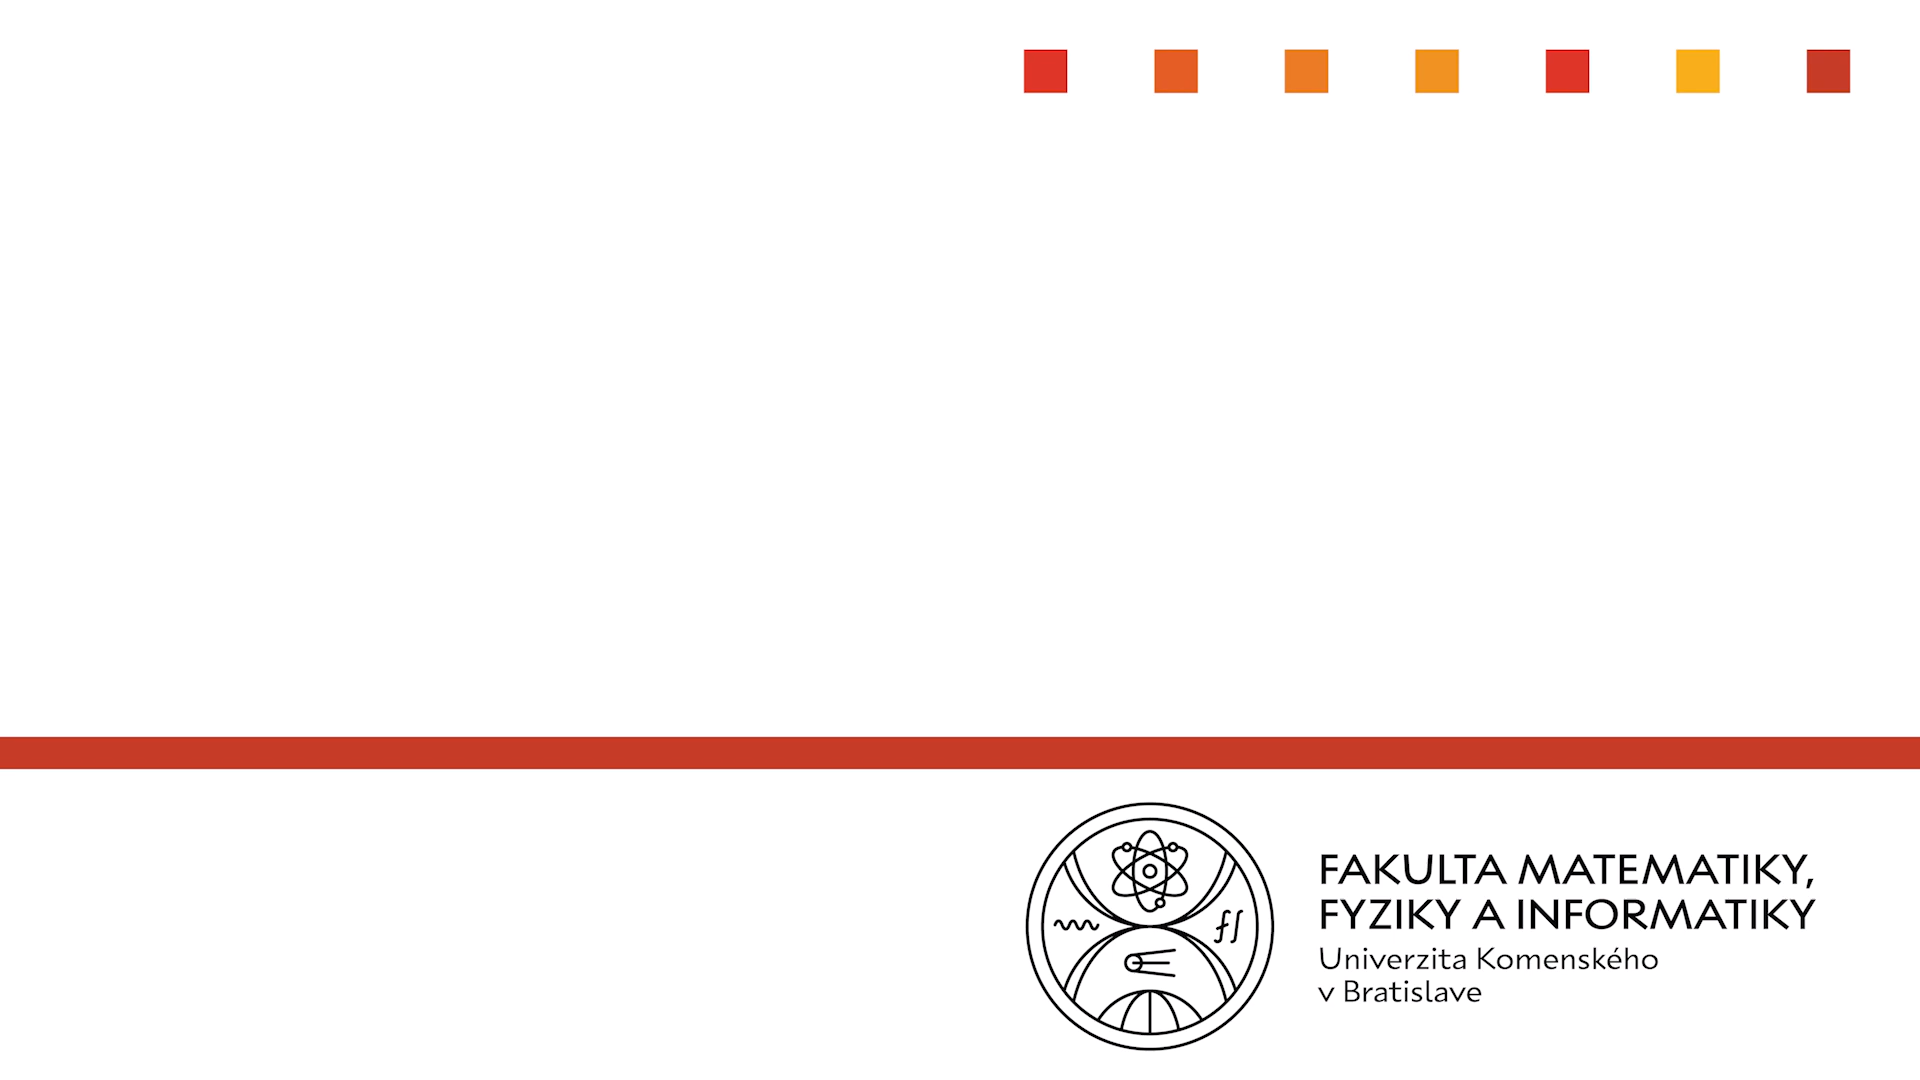 FAKULTA MATEMATIKY,
FYZIKY A INFORMATIKY
Univerzita Komenského
v Bratislave